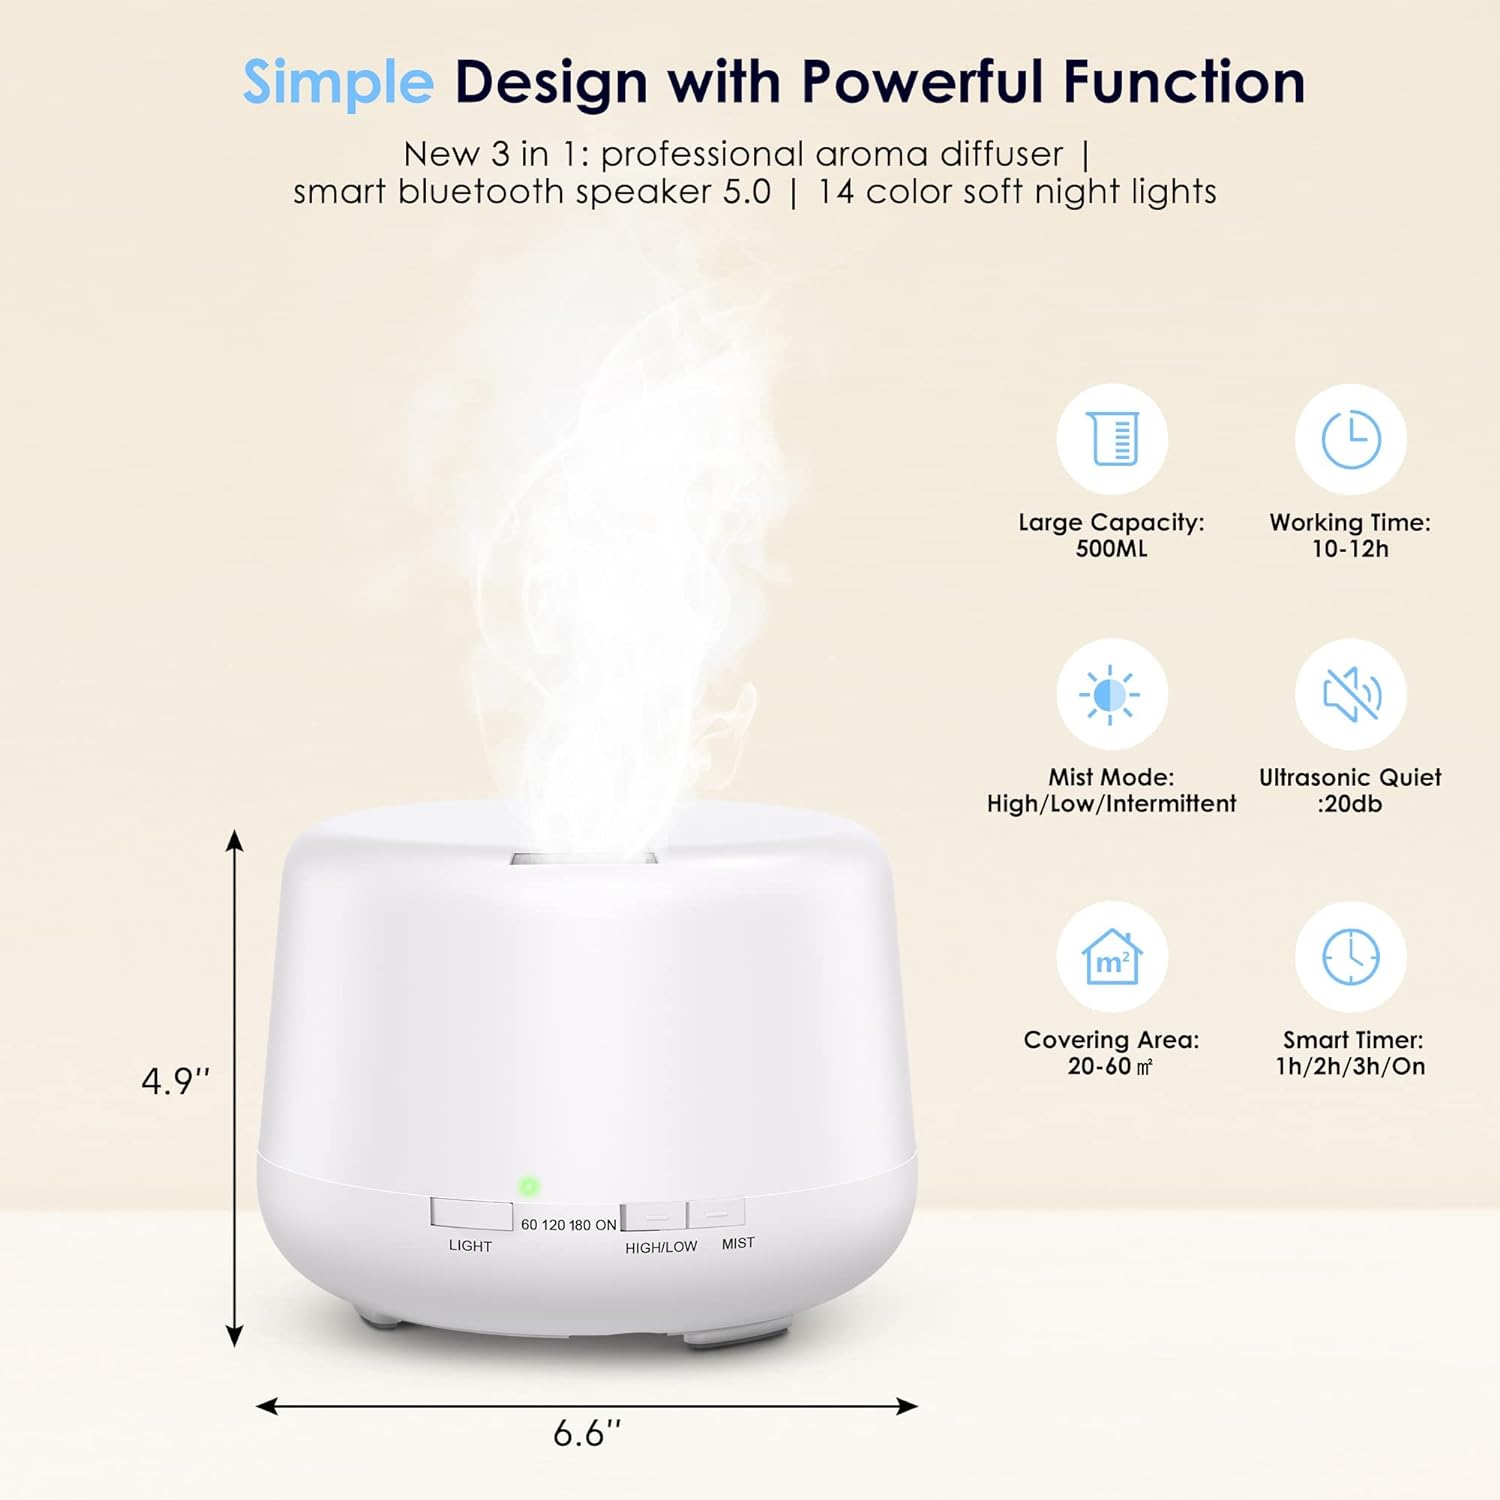 Simple Design with Powerful Function
New 3 in 1: professional aroma diffuser |
smart bluetooth speaker 5.0 | 14 color soft night lights
Large Capacity:
500ML
Working Time:
10-12h
Mist Mode:
High/Low/Intermittent
Ultrasonic Quiet
:20db
m²
Covering Area:
20-60 ㎡
Smart Timer:
1h/2h/3h/On
4.9"
60 120 180 ON
LIGHT
HIGH/LOW
MIST
6.6"